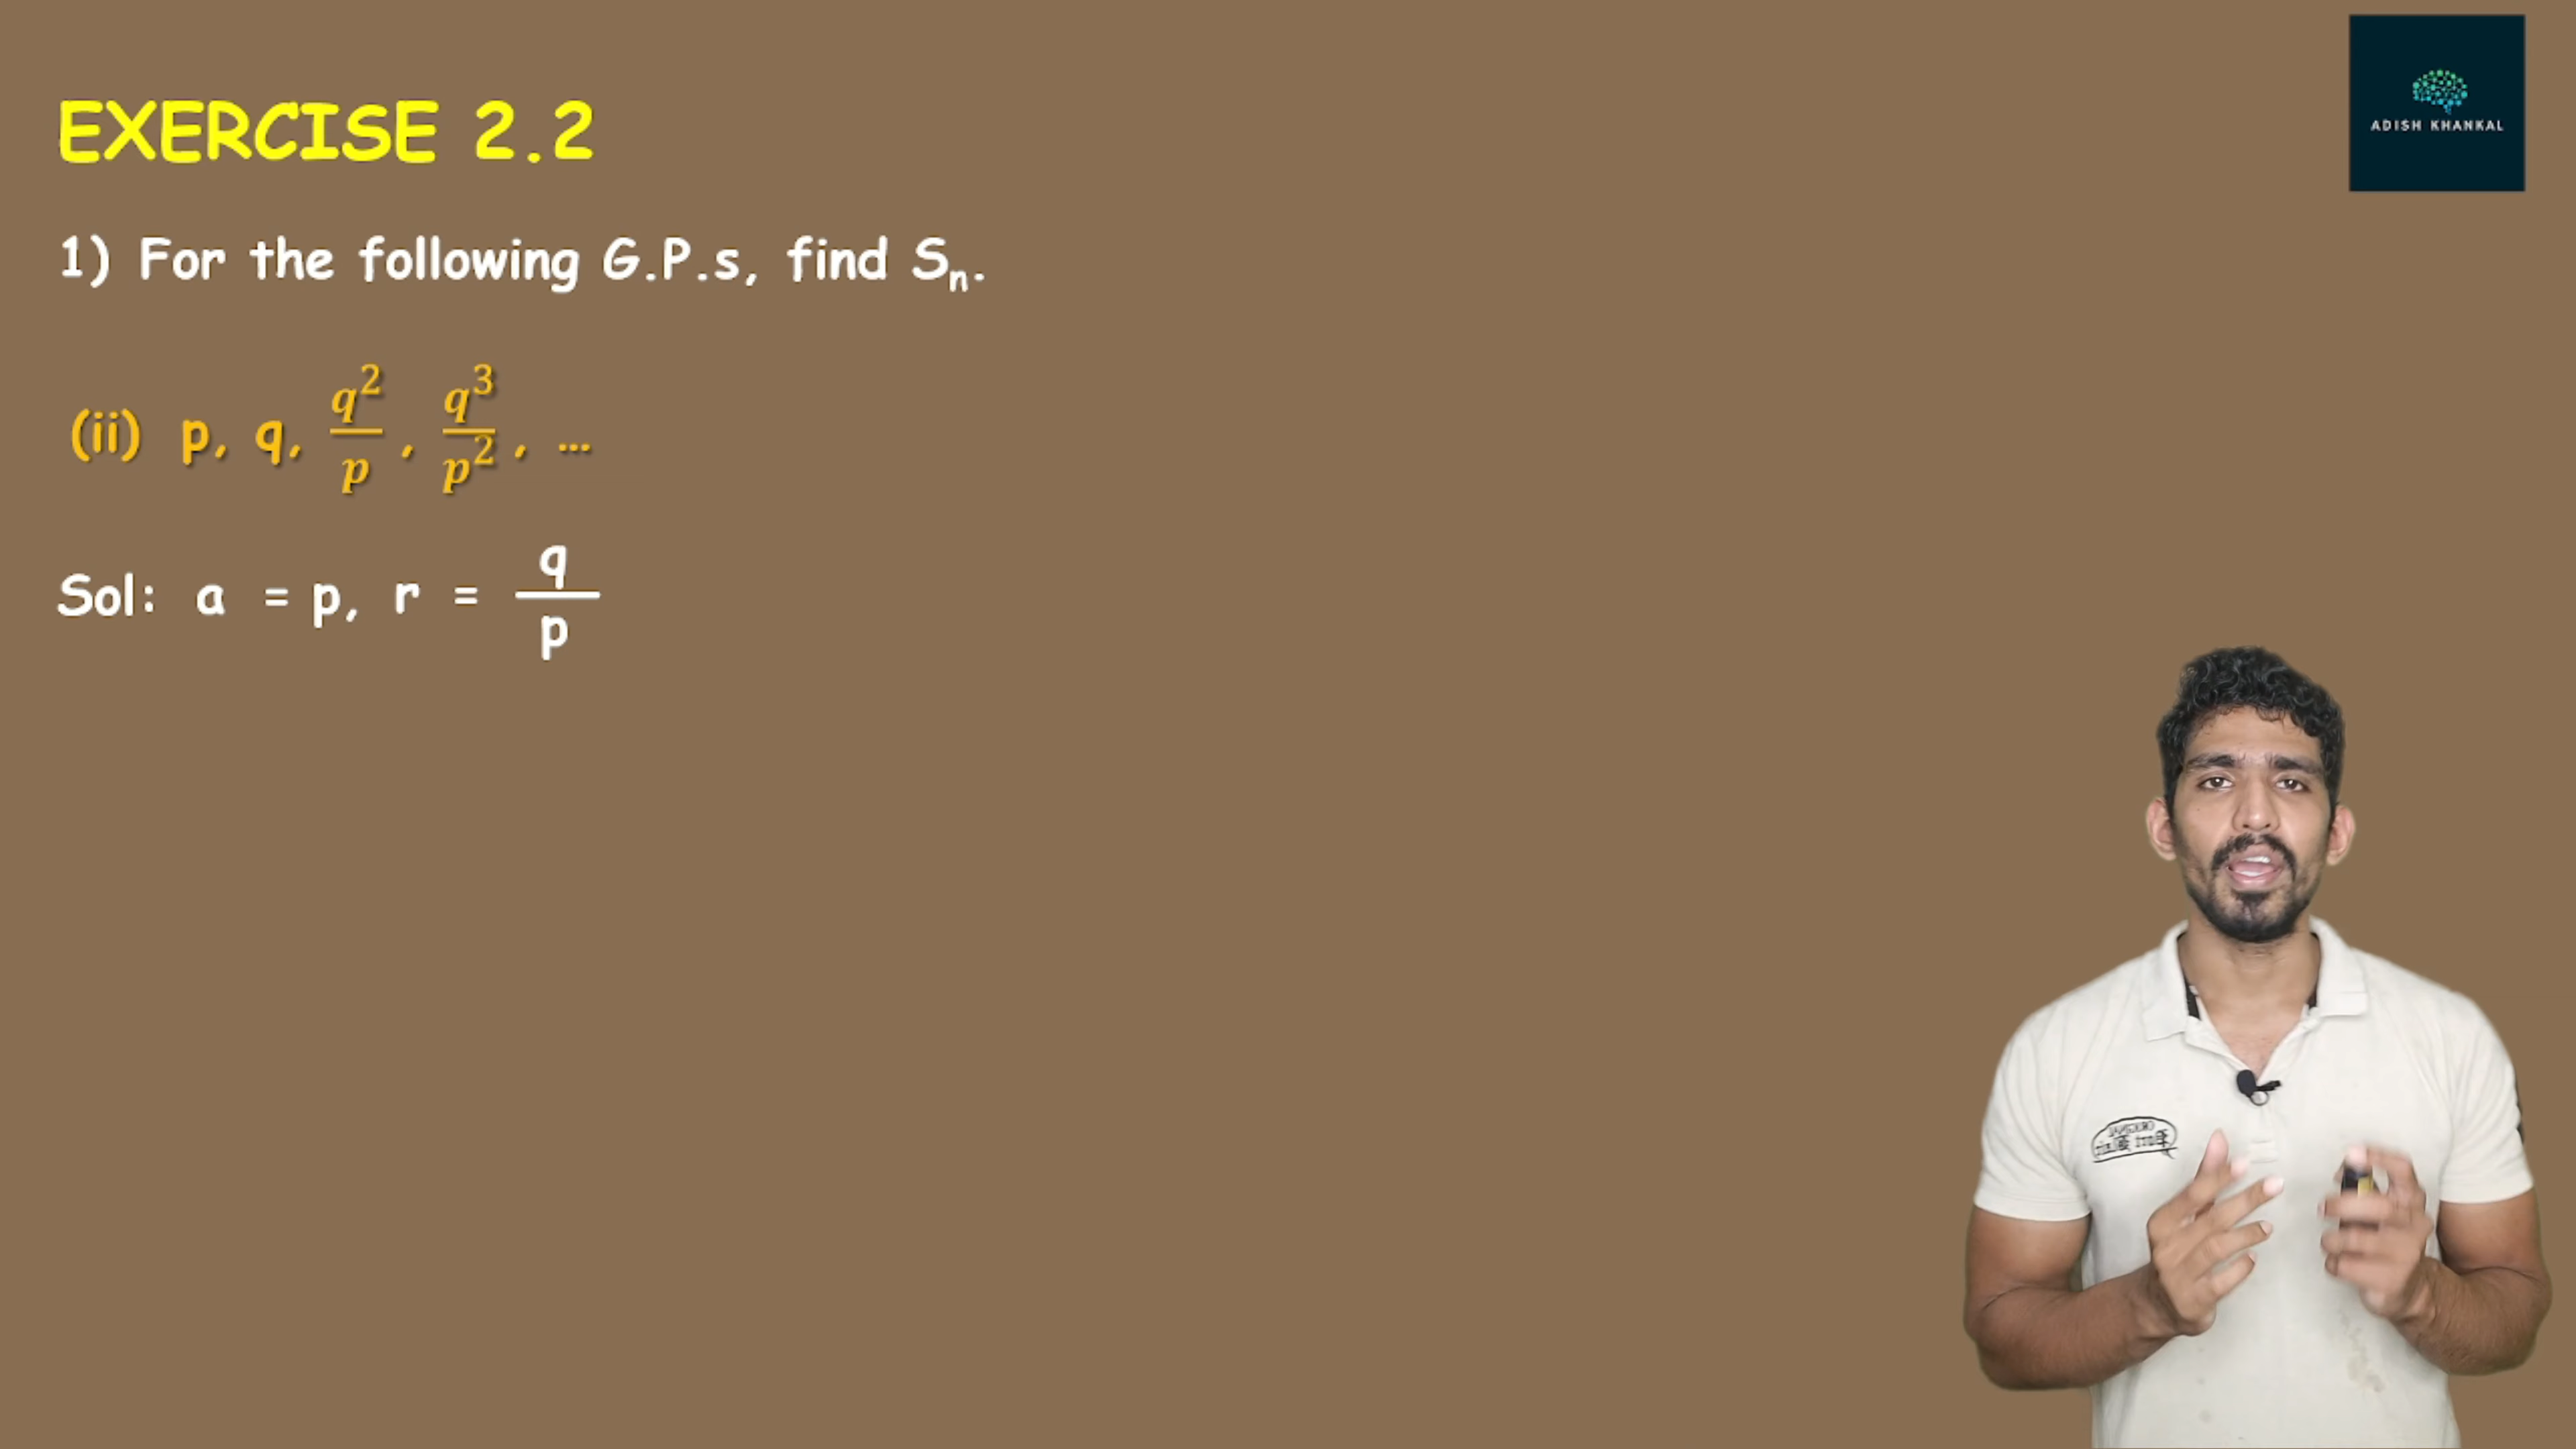 ADISH KHANKAL
EXERCISE 2.2
1) For the following G.P.s, find Sₙ.
(ii) p, q, q²/p, q³/p², ...
Sol: a = p, r = q/p